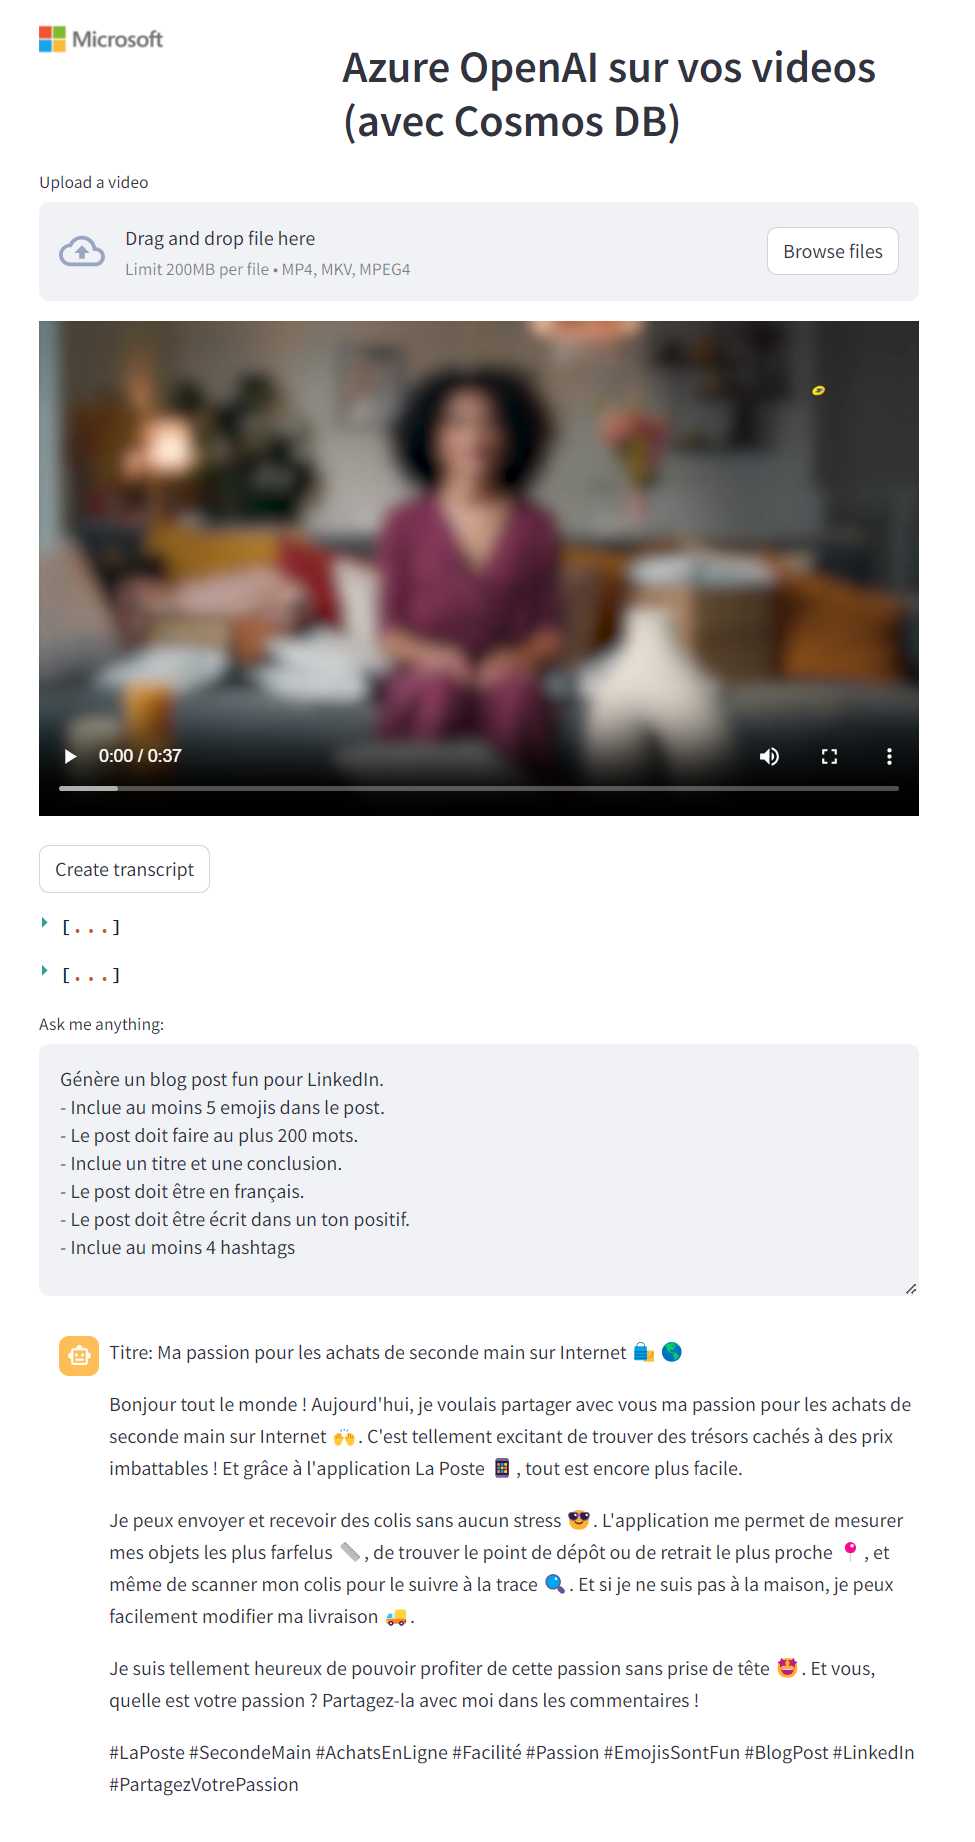 Microsoft
Azure OpenAI sur vos videos
(avec Cosmos DB)
Upload a video
Drag and drop file here
Limit 200MB per file • MP4, MKV, MPEG4
Browse files
0:00 / 0:37
Create transcript
[...]
[...]
Ask me anything:
Génère un blog post fun pour LinkedIn.
- Inclue au moins 5 emojis dans le post.
- Le post doit faire au plus 200 mots.
- Inclue un titre et une conclusion.
- Le post doit être en français.
- Le post doit être écrit dans un ton positif.
- Inclue au moins 4 hashtags
Titre: Ma passion pour les achats de seconde main sur Internet 🛍️ 🌎
Bonjour tout le monde ! Aujourd'hui, je voulais partager avec vous ma passion pour les achats de
seconde main sur Internet 🙌. C'est tellement excitant de trouver des trésors cachés à des prix
imbattables ! Et grâce à l'application La Poste 📱, tout est encore plus facile.
Je peux envoyer et recevoir des colis sans aucun stress 😎. L'application me permet de mesurer
mes objets les plus farfelus 📏, de trouver le point de dépôt ou de retrait le plus proche 📍, et
même de scanner mon colis pour le suivre à la trace 🔍. Et si je ne suis pas à la maison, je peux
facilement modifier ma livraison 🚚.
Je suis tellement heureux de pouvoir profiter de cette passion sans prise de tête 🤩. Et vous,
quelle est votre passion ? Partagez-la avec moi dans les commentaires !
#LaPoste #SecondeMain #AchatsEnLigne #Facilité #Passion #EmojisSontFun #BlogPost #LinkedIn
#PartagezVotrePassion